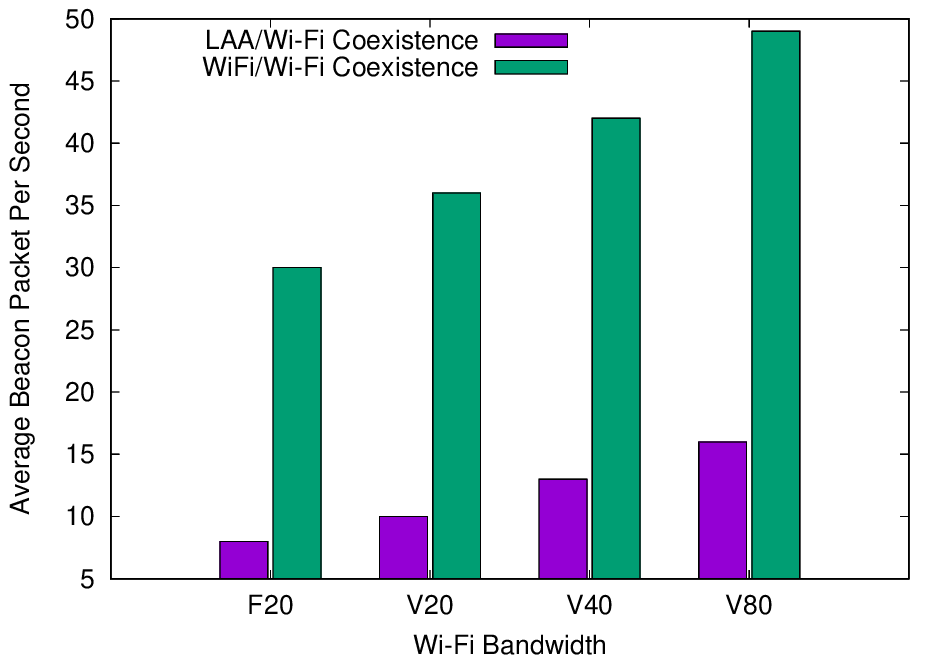 50
45
40
35
30
25
20
15
10
5
Average Beacon Packet Per Second
LAA/Wi-Fi Coexistence
WiFi/Wi-Fi Coexistence
F20 V20 V40 V80
Wi-Fi Bandwidth